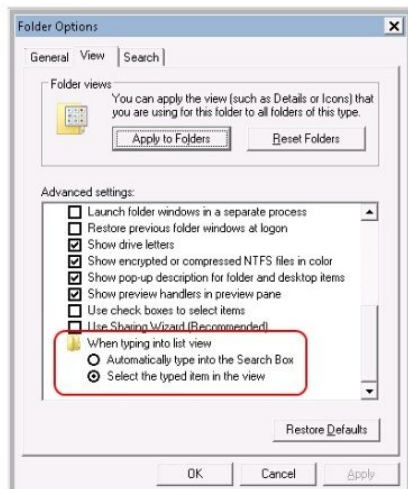 Folder Options
General View Search
Folder views
You can apply the view (such as Details or Icons) that
you are using for this folder to all folders of this type.
Apply to Folders Reset Folders
Advanced settings:
Launch folder windows in a separate process
Restore previous folder windows at logon
Show drive letters
Show encrypted or compressed NTFS files in color
Show pop-up description for folder and desktop items
Show preview handlers in preview pane
Use check boxes to select items
Use Sharing Wizard (Recommended)
When typing into list view
Automatically type into the Search Box
Select the typed item in the view
Restore Defaults
OK Cancel Apply